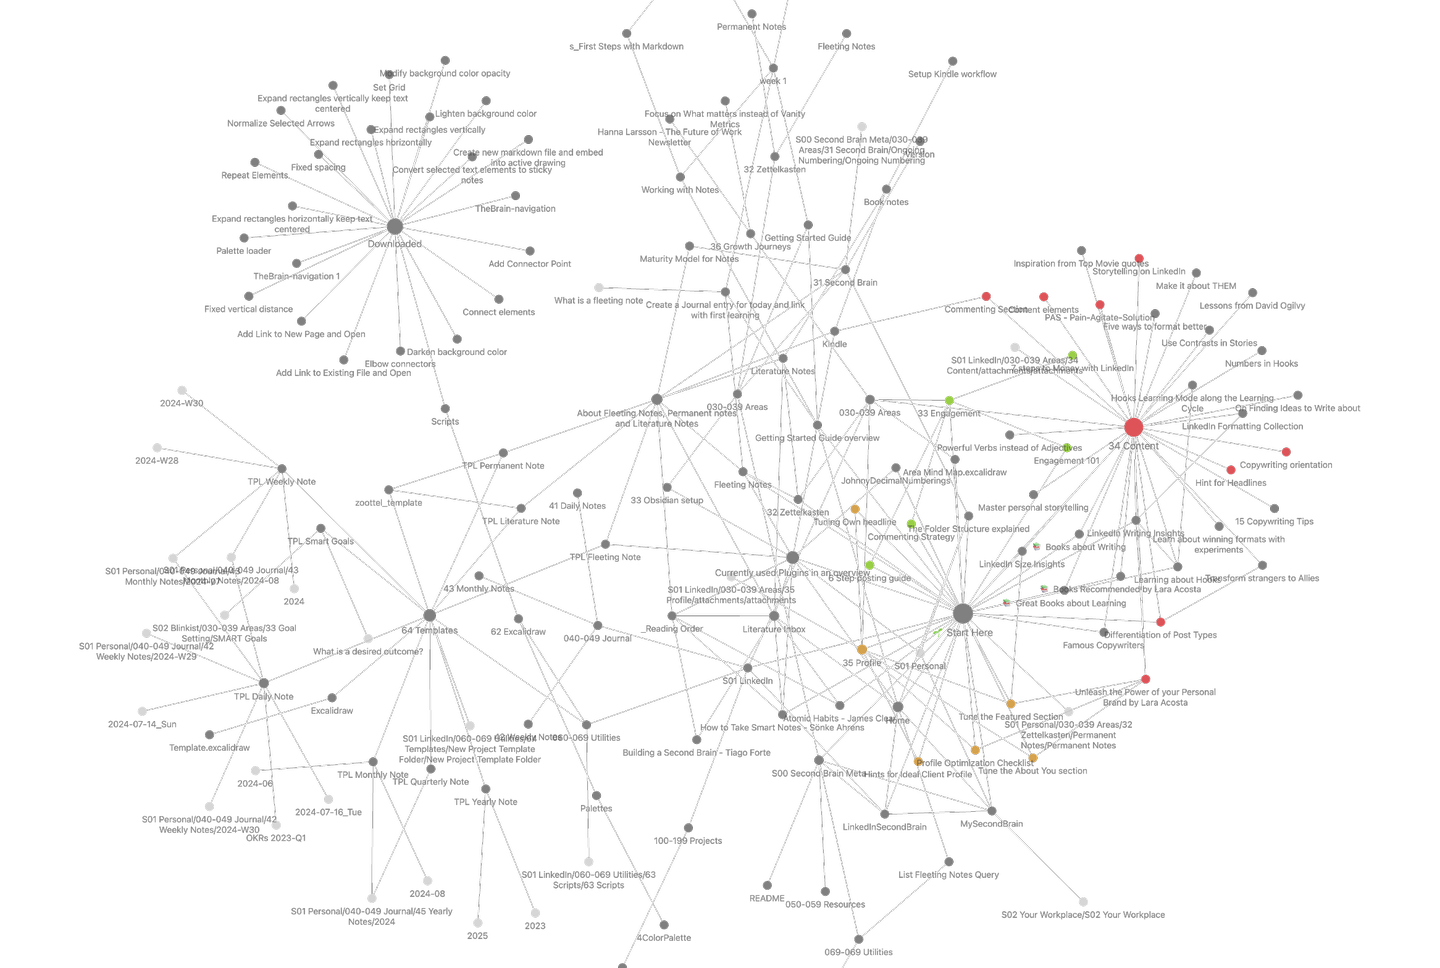 Permanent Notes
s_First Steps with Markdown
Fleeting Notes
Modify background color opacity
Setup Kindle workflow
week 1
Set Grid
Expand rectangles vertically keep text
centered
Lighten background color
Focus on What matters instead of Vanity
Metrics
Normalize Selected Arrows
Expand rectangles vertically
Hanna Larsson - The Future of Work
Newsletter
Expand rectangles horizontally
S00 Second Brain Meta/030-039
Areas/31 Second Brain/Ongoing
Numbering/Ongoing Numbering
Create new markdown file and embed
into active drawing
Fixed spacing
Convert selected text elements to sticky
notes
32 Zettelkasten
Repeat Elements
Working with Notes
Book notes
TheBrain-navigation
Expand rectangles horizontally keep text
centered
Getting Started Guide
Downloaded
36 Growth Journeys
Palette loader
Maturity Model for Notes
Add Connector Point
Inspiration from Top Movie quotes
Storytelling on LinkedIn
TheBrain-navigation 1
31 Second Brain
Make it about THEM
What is a fleeting note
Create a Journal entry for today and link
with first learning
Lessons from David Ogilvy
Fixed vertical distance
Connect elements
Commenting Section
Content elements
PAS - Pain-Agitate-Solution
Five ways to format better
Add Link to New Page and Open
Kindle
Use Contrasts in Stories
Darken background color
S01 LinkedIn/030-039 Areas/34
Content/attachments/attachments
7 steps to Money with LinkedIn
Numbers in Hooks
Elbow connectors
Add Link to Existing File and Open
Literature Notes
Hooks Learning Mode along the Learning
Cycle
2024-W30
030-039 Areas
On Finding Ideas to Write about
About Fleeting Notes, Permanent notes
and Literature Notes
030-039 Areas
33 Engagement
Scripts
LinkedIn Formatting Collection
Getting Started Guide overview
Powerful Verbs instead of Adjectives
34 Content
2024-W28
Engagement 101
TPL Permanent Note
Copywriting orientation
Area Mind Map.excalidraw
TPL Weekly Note
Fleeting Notes
JohnnyDecimalNumberings
Hint for Headlines
zoottel_template
33 Obsidian setup
41 Daily Notes
32 Zettelkasten
Master personal storytelling
TPL Literature Note
Tuning Own headline
The Folder Structure explained
15 Copywriting Tips
Commenting Strategy
LinkedIn Writing Insights
TPL Smart Goals
Learn about winning formats with
experiments
Books about Writing
TPL Fleeting Note
LinkedIn Size Insights
S01 Personal/040-049 Journal/43
Monthly Notes/2024-07
S01 Personal/040-049 Journal/43
Monthly Notes/2024-08
Currently used Plugins in an overview
6 Step posting guide
Learning about Hooks
Transform strangers to Allies
43 Monthly Notes
S01 LinkedIn/030-039 Areas/35
Profile/attachments/attachments
Books Recommended by Lara Acosta
2024
Great Books about Learning
S02 Blinkist/030-039 Areas/33 Goal
Setting/SMART Goals
64 Templates
62 Excalidraw
_Reading Order
Literature Inbox
Start Here
Differentiation of Post Types
040-049 Journal
Famous Copywriters
S01 Personal/040-049 Journal/42
Weekly Notes/2024-W29
What is a desired outcome?
35 Profile
S01 Personal
S01 LinkedIn
TPL Daily Note
Unleash the Power of your Personal
Brand by Lara Acosta
Excalidraw
Atomic Habits - James Clear
Home
Tune the Featured Section
2024-07-14_Sun
How to Take Smart Notes - Sönke Ahrens
S01 Personal/030-039 Areas/32
Zettelkasten/Permanent
Notes/Permanent Notes
S01 LinkedIn/060-069 Utilities/64
Templates/New Project Template
Folder/New Project Template Folder
42 Weekly Notes
060-069 Utilities
Template.excalidraw
Building a Second Brain - Tiago Forte
Profile Optimization Checklist
TPL Monthly Note
S00 Second Brain Meta
Hints for Ideal Client Profile
Tune the About You section
2024-06
TPL Quarterly Note
TPL Yearly Note
Palettes
2024-07-16_Tue
S01 Personal/040-049 Journal/42
Weekly Notes/2024-W30
LinkedInSecondBrain
MySecondBrain
OKRs 2023-Q1
100-199 Projects
S01 LinkedIn/060-069 Utilities/63
Scripts/63 Scripts
List Fleeting Notes Query
2024-08
README
050-059 Resources
S01 Personal/040-049 Journal/45 Yearly
Notes/2024
S02 Your Workplace/S02 Your Workplace
2023
2025
4ColorPalette
069-069 Utilities